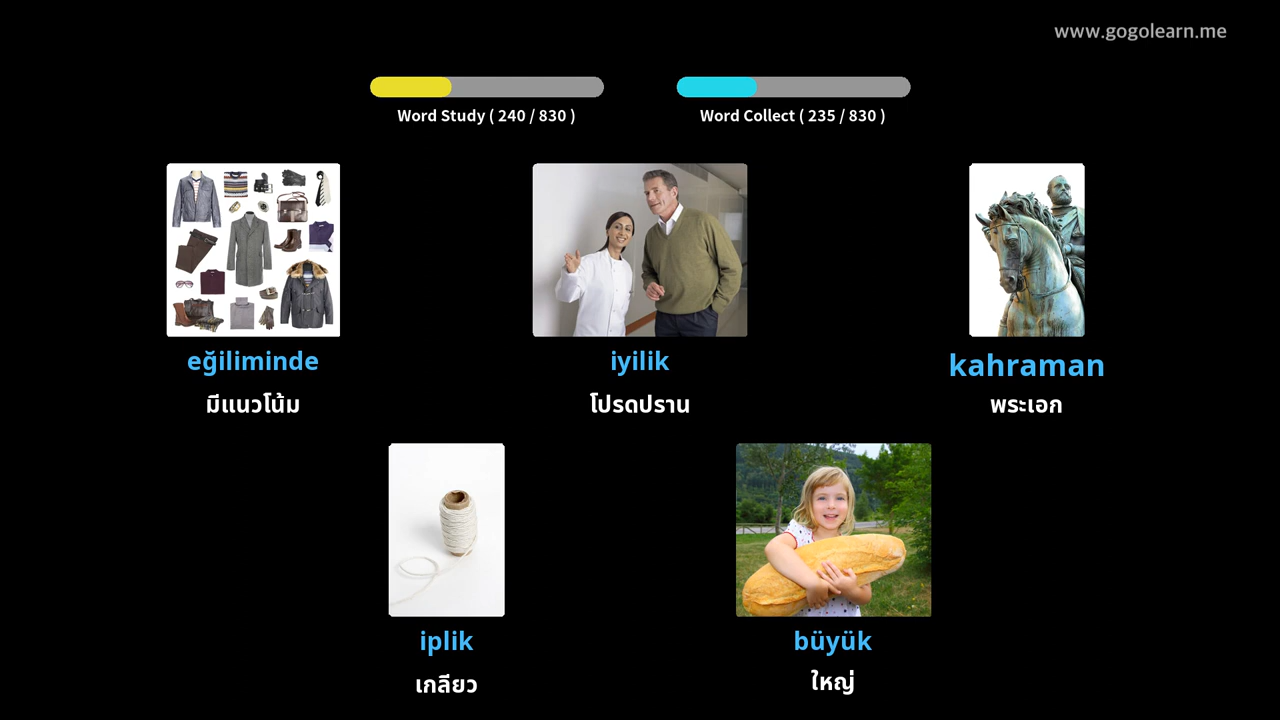 www.gogolearn.me
Word Study ( 240 / 830 )
Word Collect ( 235 / 830 )
eğiliminde
มีแนวโน้ม
iyilik
โปรดปราน
kahraman
พระเอก
iplik
เกลียว
büyük
ใหญ่